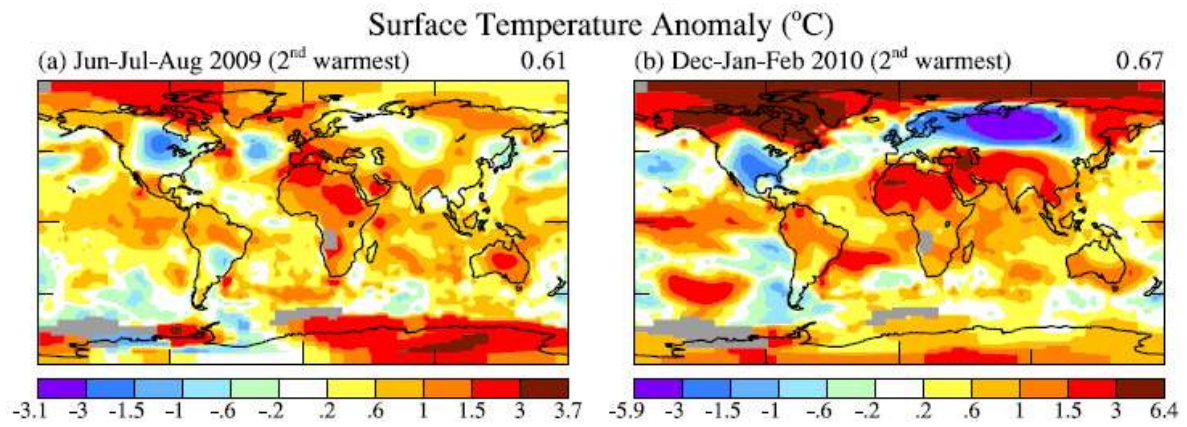 Surface Temperature Anomaly (°C)
(a) Jun-Jul-Aug 2009 (2nd warmest) 0.61
(b) Dec-Jan-Feb 2010 (2nd warmest) 0.67
-3.1 -3 -1.5 -1 -.6 -.2 .2 .6 1 1.5 3 3.7
-5.9 -3 -1.5 -1 -.6 -.2 .2 .6 1 1.5 3 6.4